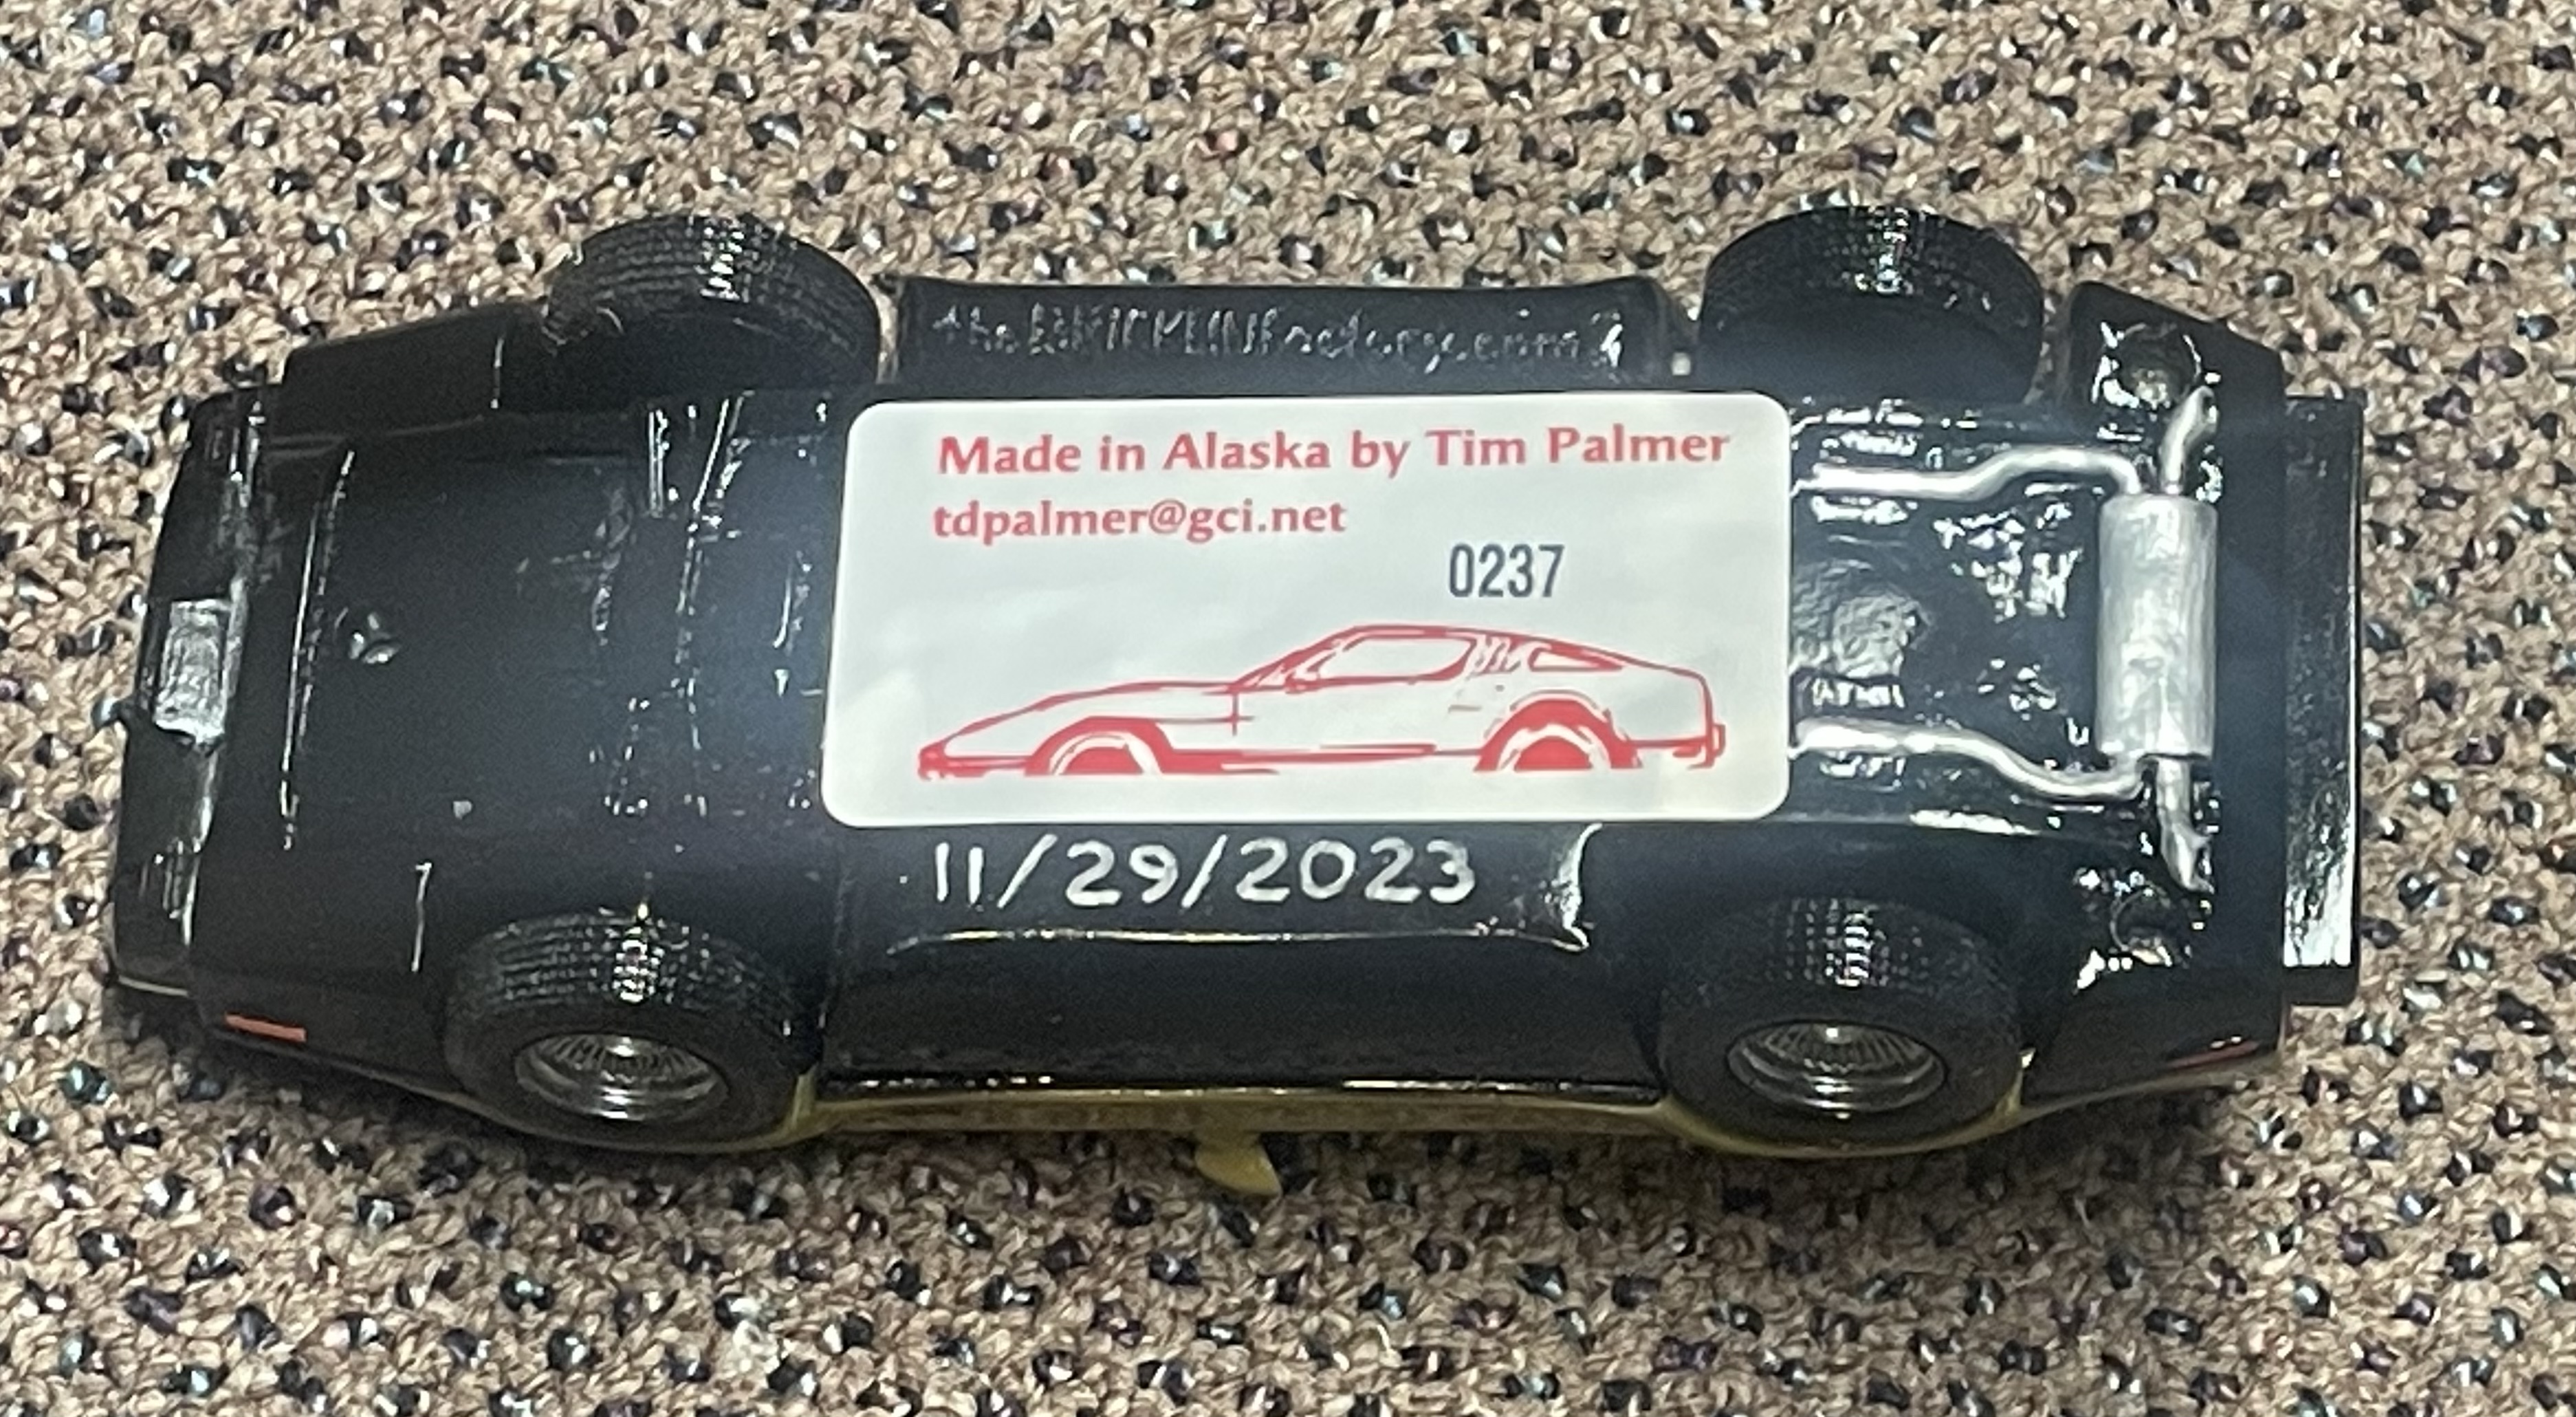 Made in Alaska by Tim Palmer
tdpalmer@gci.net
0237
11/29/2023